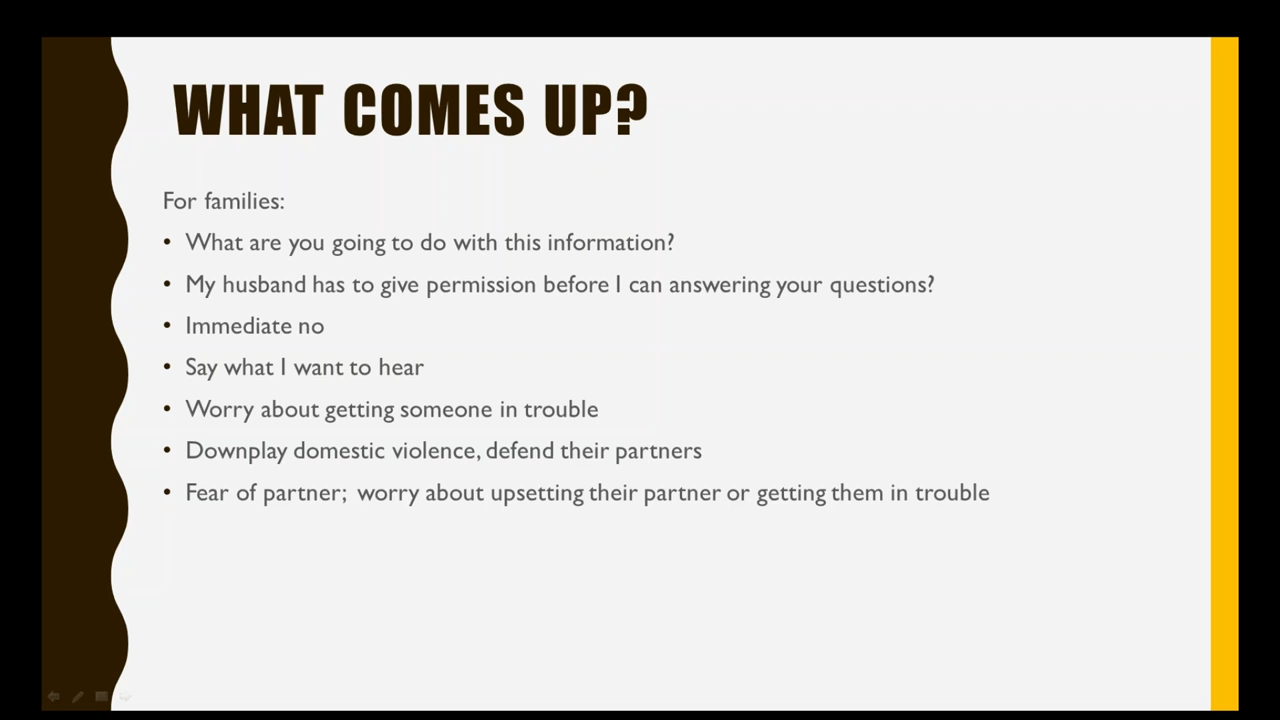 WHAT COMES UP?
For families:
• What are you going to do with this information?
• My husband has to give permission before I can answering your questions?
• Immediate no
• Say what I want to hear
• Worry about getting someone in trouble
• Downplay domestic violence, defend their partners
• Fear of partner;  worry about upsetting their partner or getting them in trouble